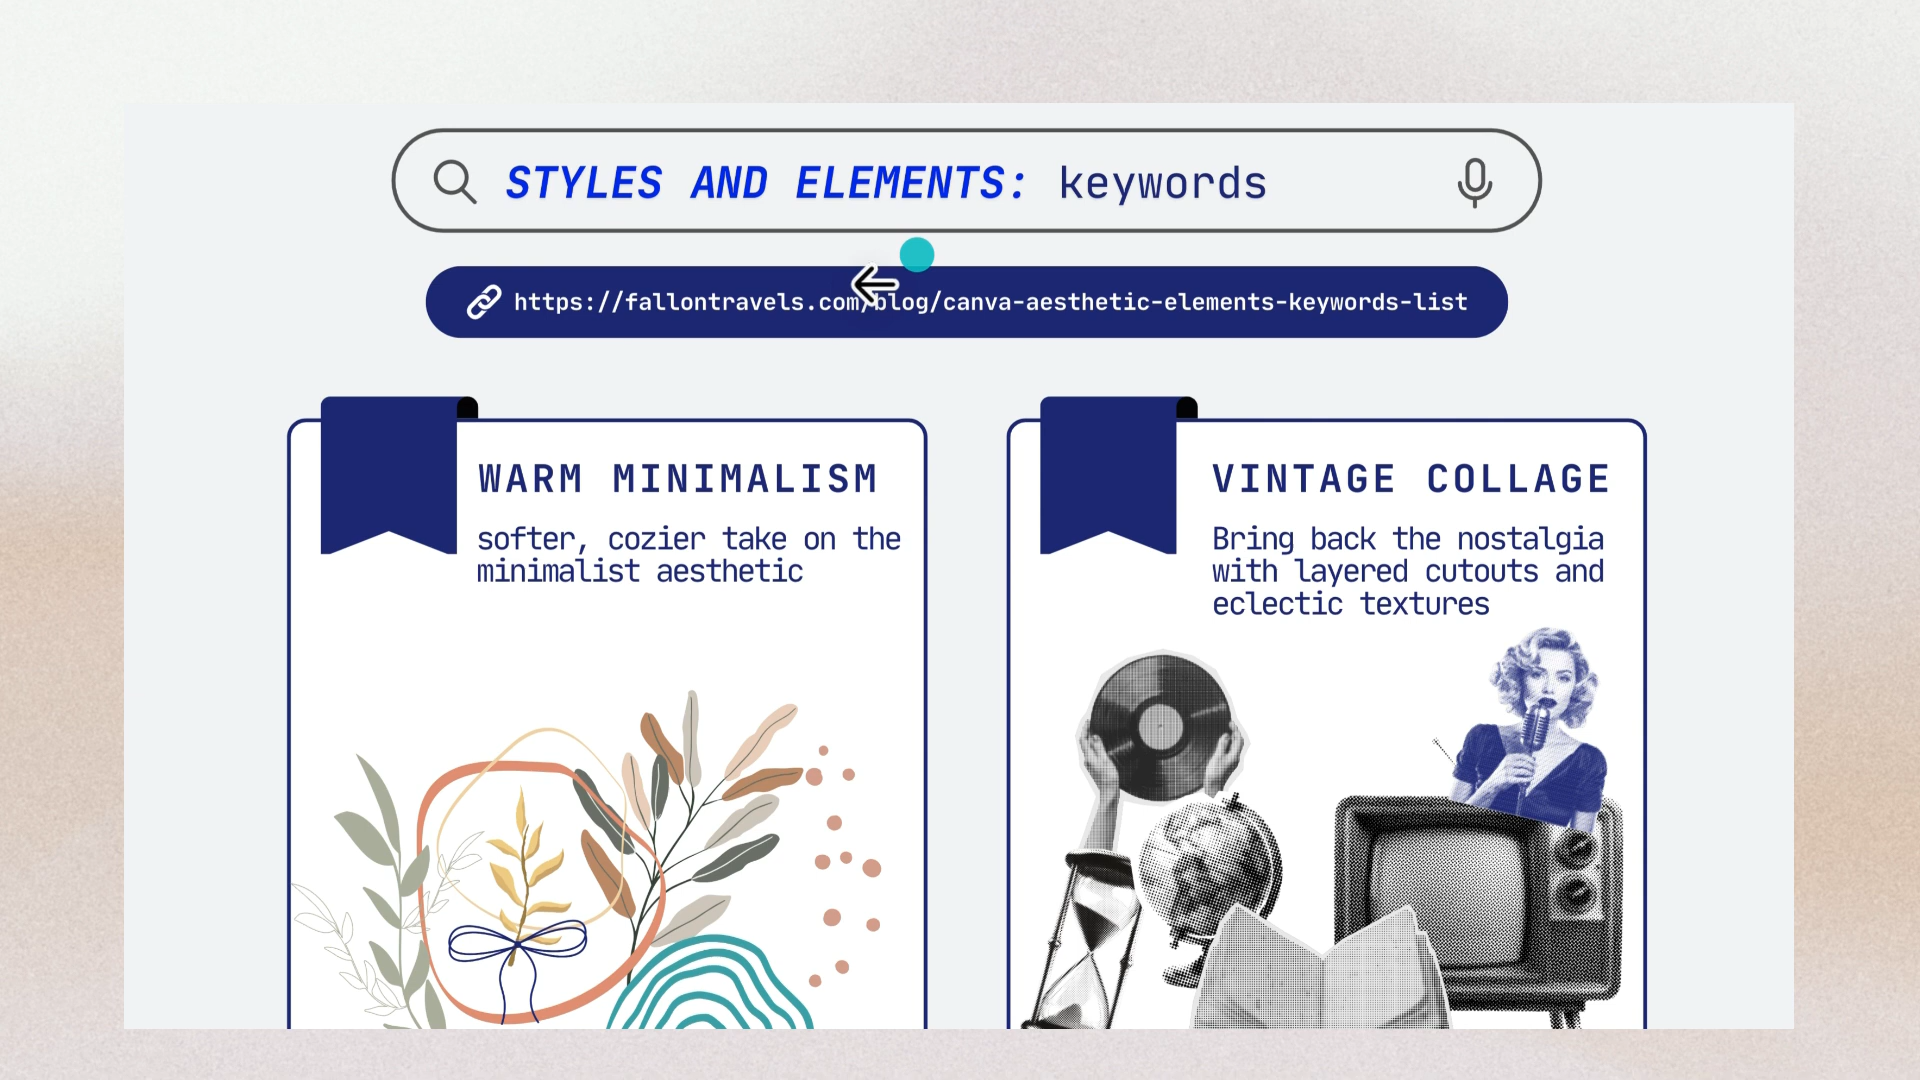 STYLES AND ELEMENTS: keywords
https://fallontravels.com/blog/canva-aesthetic-elements-keywords-list
WARM MINIMALISM
softer, cozier take on the
minimalist aesthetic
VINTAGE COLLAGE
Bring back the nostalgia
with layered cutouts and
eclectic textures